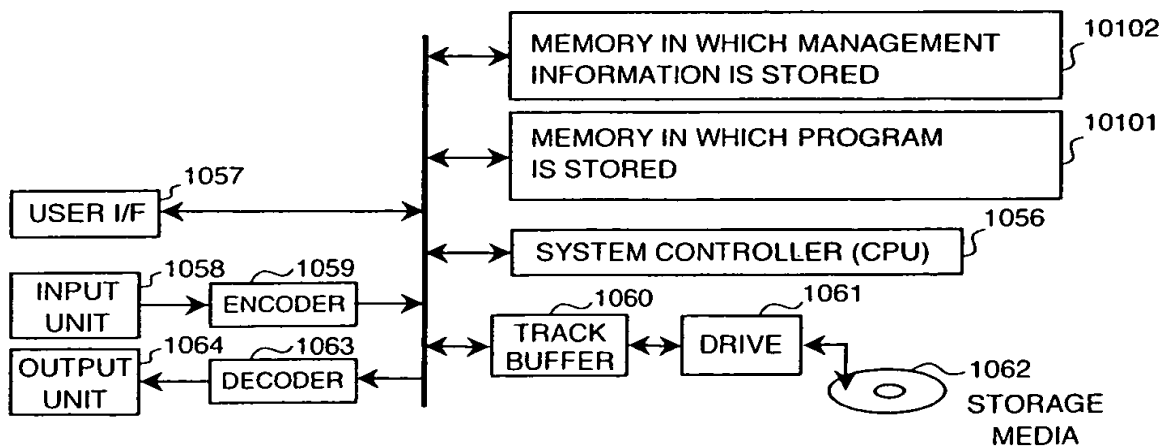 MEMORY IN WHICH MANAGEMENT
INFORMATION IS STORED
10102
MEMORY IN WHICH PROGRAM
IS STORED
10101
USER I/F
1057
SYSTEM CONTROLLER (CPU)
1056
INPUT
UNIT
1058
ENCODER
1059
TRACK
BUFFER
1060
DRIVE
1061
OUTPUT
UNIT
1064
DECODER
1063
1062
STORAGE
MEDIA